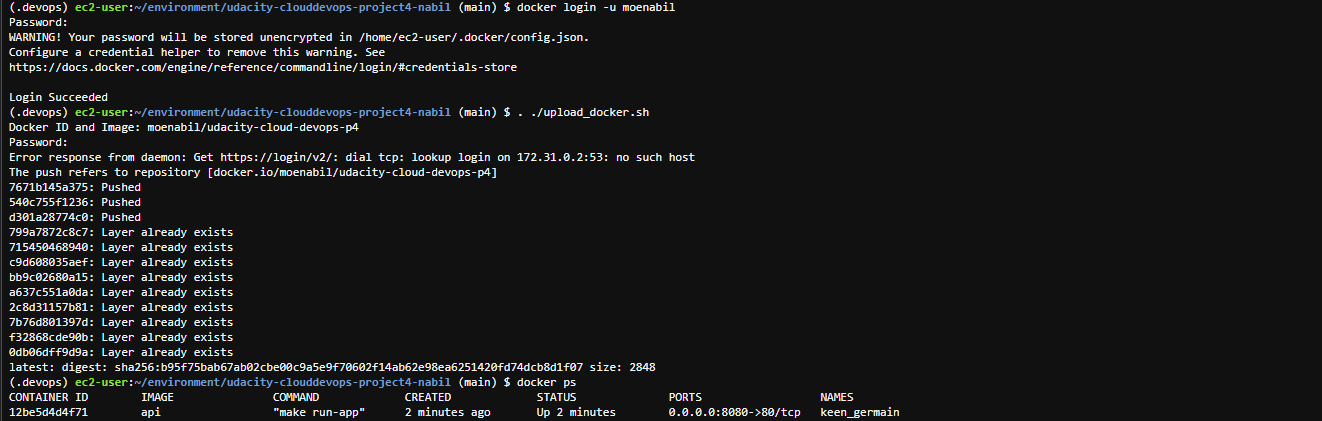 (.devops) ec2-user:~/environment/udacity-clouddevops-project4-nabil (main) $ docker login -u moenabil
Password:
WARNING! Your password will be stored unencrypted in /home/ec2-user/.docker/config.json.
Configure a credential helper to remove this warning. See
https://docs.docker.com/engine/reference/commandline/login/#credentials-store
Login Succeeded
(.devops) ec2-user:~/environment/udacity-clouddevops-project4-nabil (main) $ . ./upload_docker.sh
Docker ID and Image: moenabil/udacity-cloud-devops-p4
Password:
Error response from daemon: Get https://login/v2/: dial tcp: lookup login on 172.31.0.2:53: no such host
The push refers to repository [docker.io/moenabil/udacity-cloud-devops-p4]
7671b145a375: Pushed
540c755f1236: Pushed
d301a28774c0: Pushed
799a7872c8c7: Layer already exists
715450468940: Layer already exists
c9d608035aef: Layer already exists
bb9c02680a15: Layer already exists
a637c551a0da: Layer already exists
2c8d31157b81: Layer already exists
7b76d801397d: Layer already exists
f32868cde90b: Layer already exists
0db06dff9d9a: Layer already exists
latest: digest: sha256:b95f75bab67ab02cbe00c9a5e9f70602f14ab62e98ea6251420fd74dcb8d1f07 size: 2848
(.devops) ec2-user:~/environment/udacity-clouddevops-project4-nabil (main) $ docker ps
CONTAINER ID IMAGE COMMAND CREATED STATUS PORTS NAMES
12be5d4d4f71 api "make run-app" 2 minutes ago Up 2 minutes 0.0.0.0:8080->80/tcp keen_germain